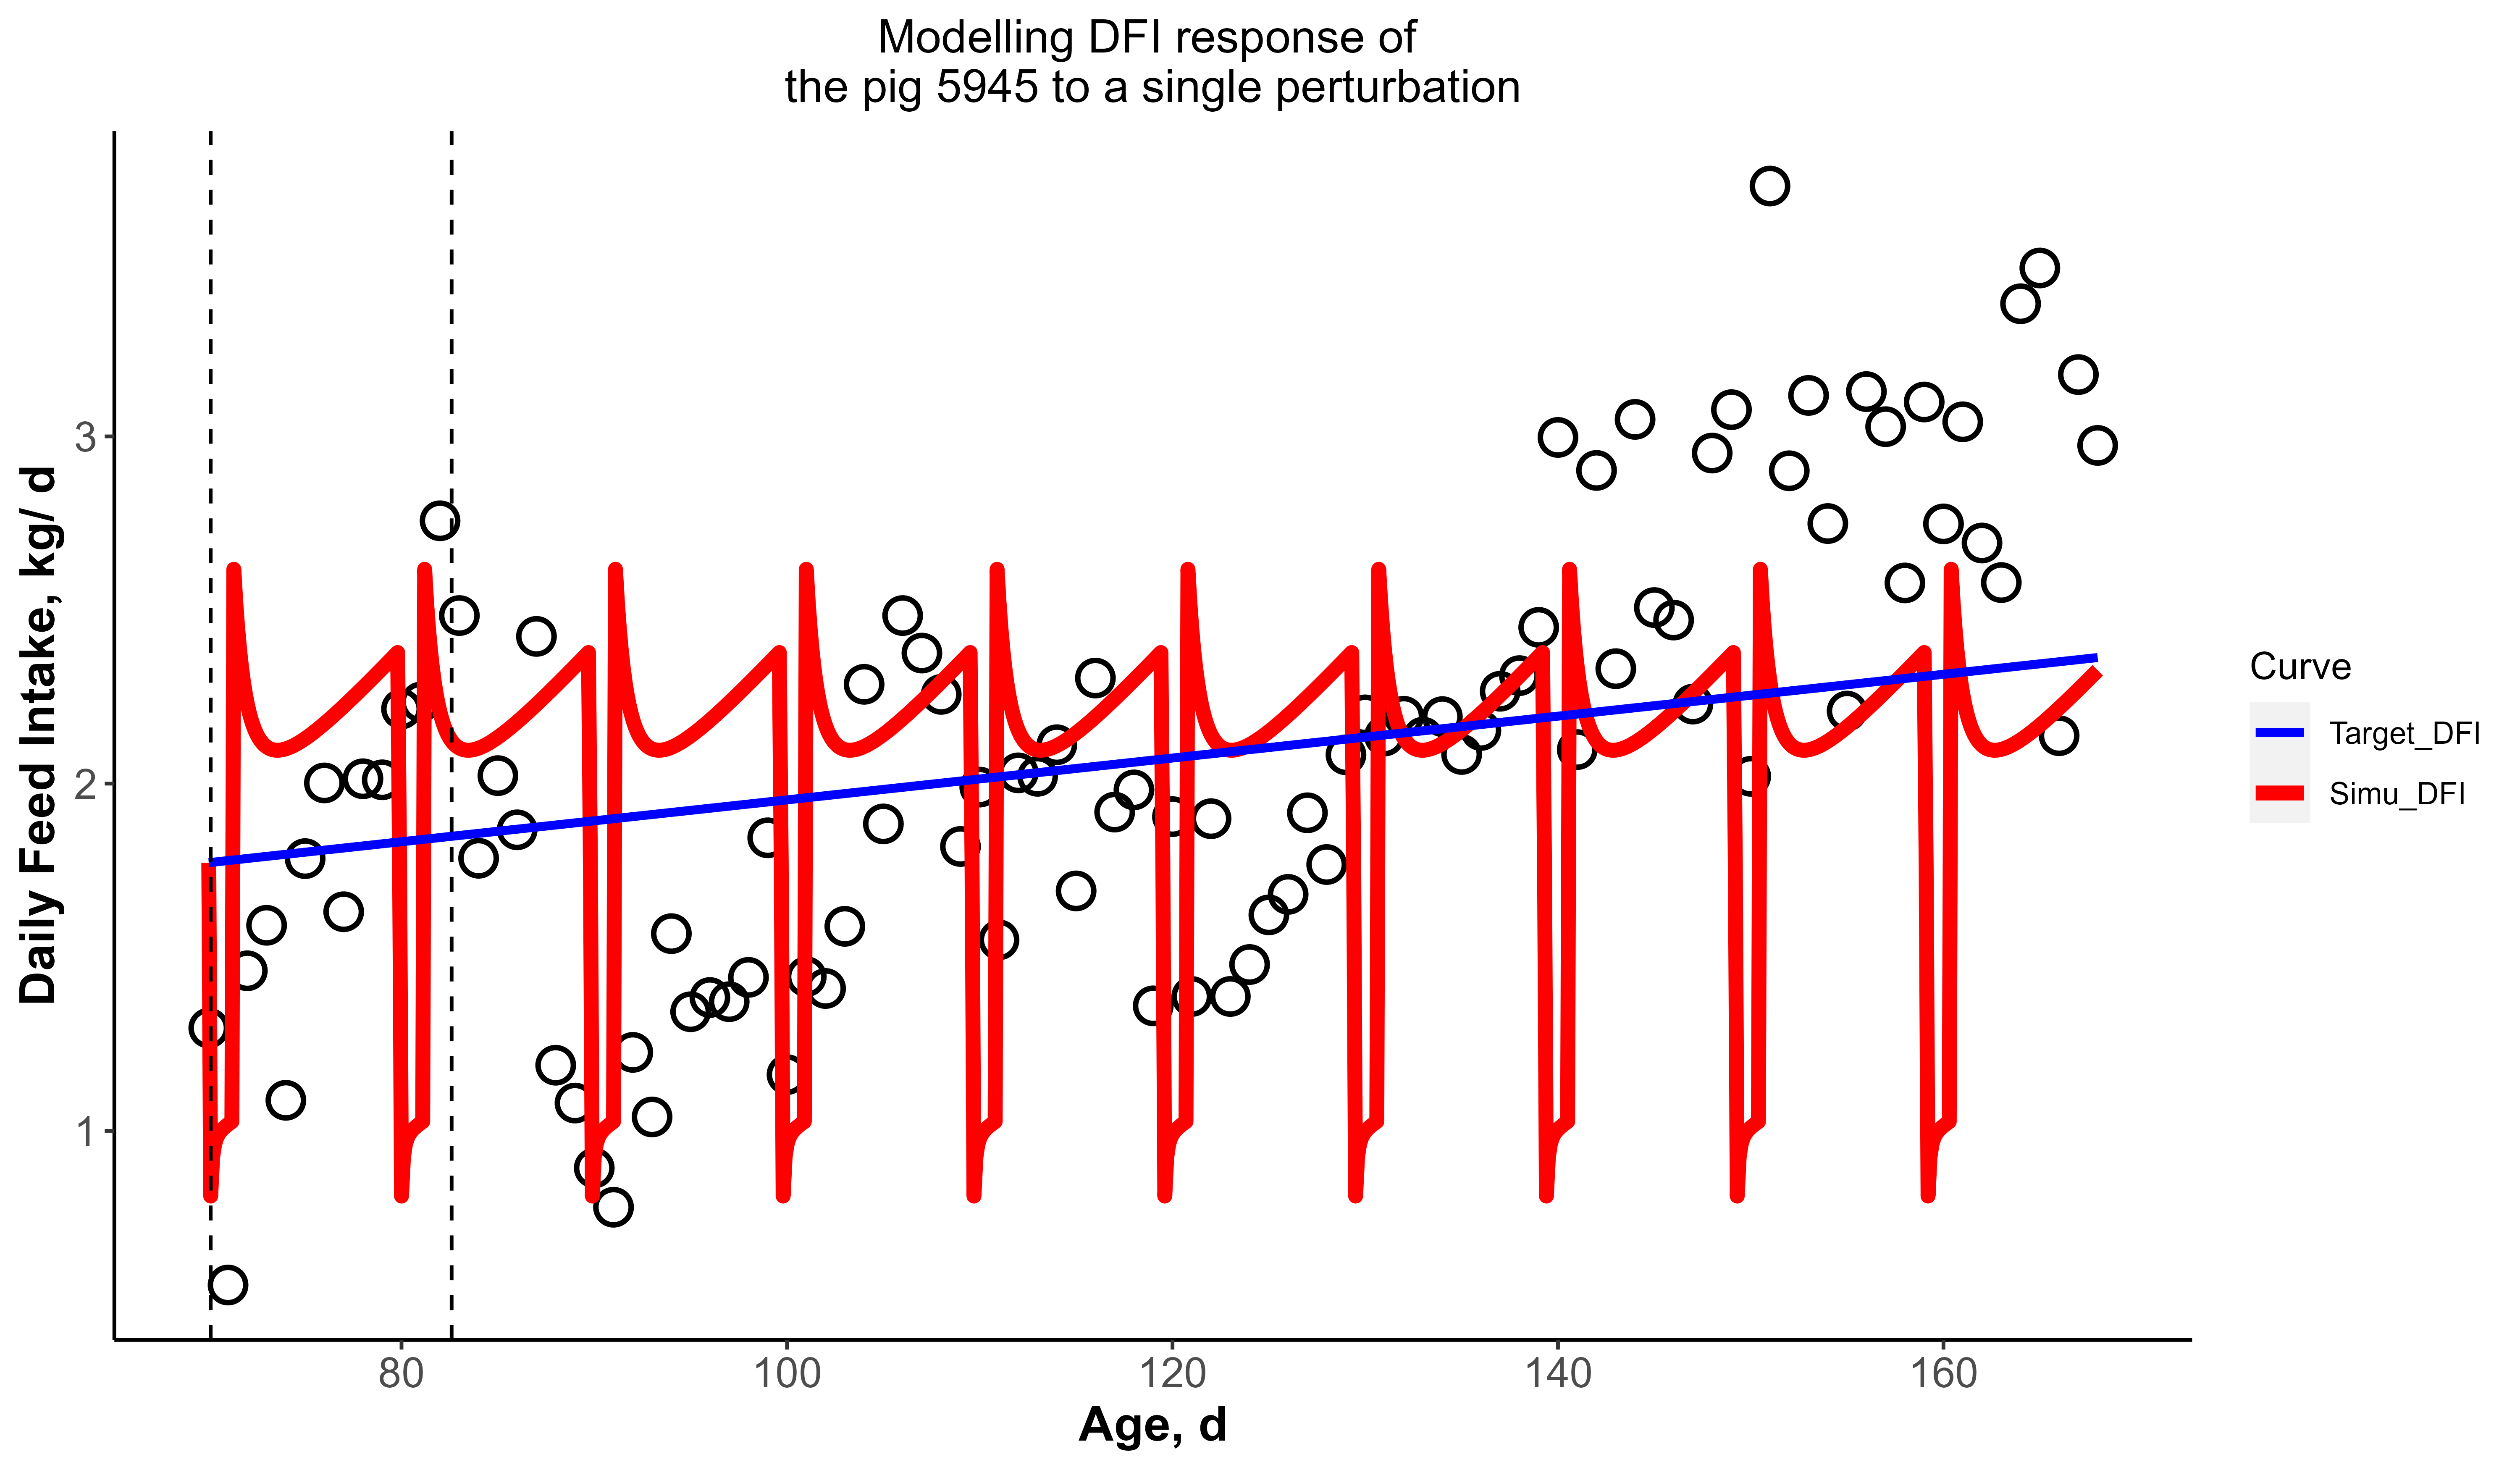 Modelling DFI response of
the pig 5945 to a single perturbation
Daily Feed Intake, kg/ d
3
2
1
80
100
120
140
160
Age, d
Curve
Target_DFI
Simu_DFI